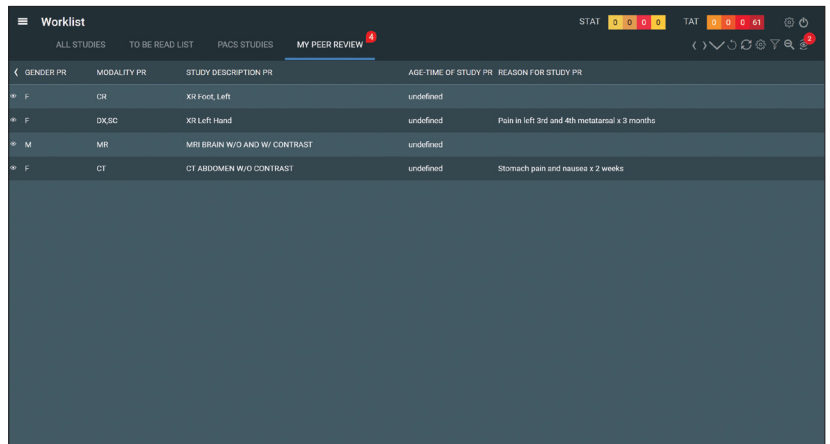 Worklist STAT 0 0 0 0 TAT 0 0 0 61
ALL STUDIES TO BE READ LIST PACS STUDIES MY PEER REVIEW 4 2
GENDER PR MODALITY PR STUDY DESCRIPTION PR AGE-TIME OF STUDY PR REASON FOR STUDY PR
F CR XR Foot, Left undefined
F DX,SC XR Left Hand undefined Pain in left 3rd and 4th metatarsal x 3 months
M MR MRI BRAIN W/O AND W/ CONTRAST undefined
F CT CT ABDOMEN W/O CONTRAST undefined Stomach pain and nausea x 2 weeks